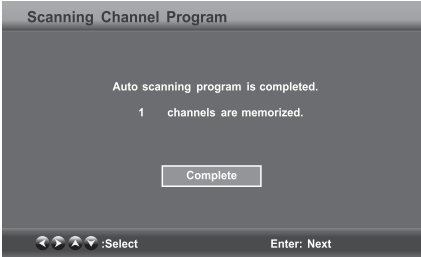 Scanning Channel Program
Auto scanning program is completed.
1 channels are memorized.
Complete
:Select Enter: Next